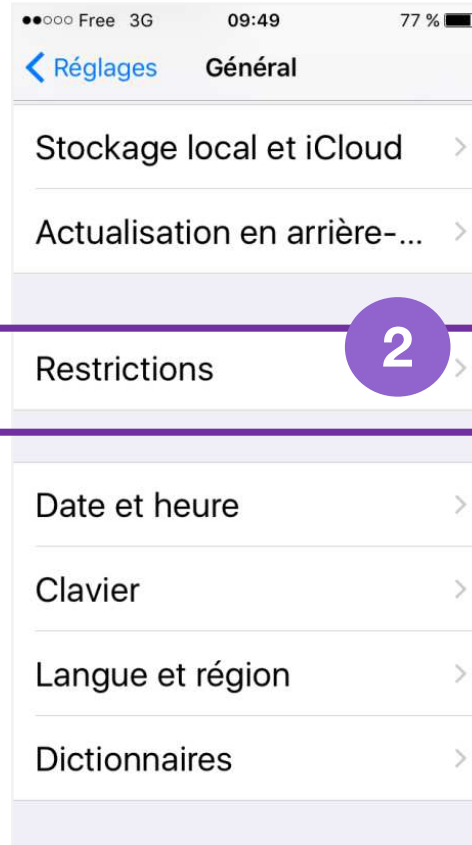 Free 3G 09:49 77 %
Réglages Général
Stockage local et iCloud
Actualisation en arrière-...
Restrictions 2
Date et heure
Clavier
Langue et région
Dictionnaires